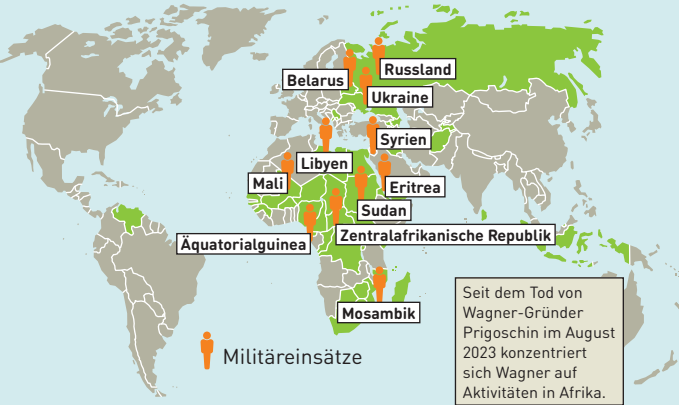 Russland
Belarus
Ukraine
Syrien
Libyen
Mali
Eritrea
Sudan
Äquatorialguinea
Zentralafrikanische Republik
Mosambik
Militäreinsätze
Seit dem Tod von
Wagner-Gründer
Prigoschin im August
2023 konzentriert
sich Wagner auf
Aktivitäten in Afrika.